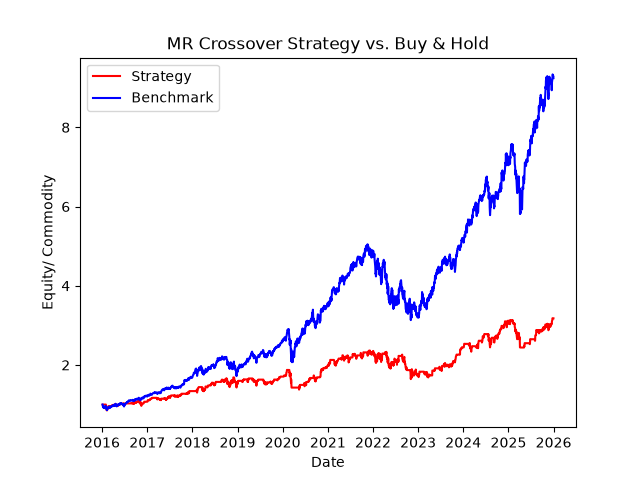 MR Crossover Strategy vs. Buy & Hold
Strategy
Benchmark
Equity/ Commodity
8
6
4
2
2016 2017 2018 2019 2020 2021 2022 2023 2024 2025 2026
Date